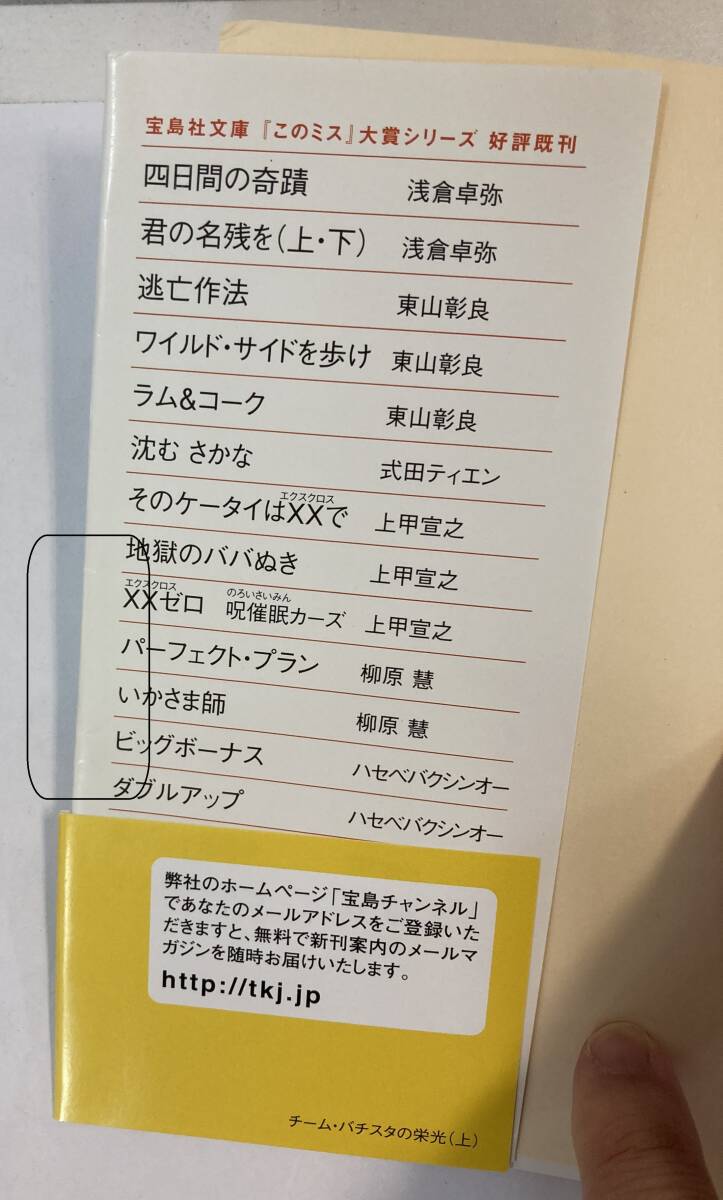 宝島社文庫『このミス』大賞シリーズ 好評既刊
四日間の奇蹟 浅倉卓弥
君の名残を(上・下) 浅倉卓弥
逃亡作法 東山彰良
ワイルド・サイドを歩け 東山彰良
ラム&コーク 東山彰良
沈む さかな 式田ティエン
エクスクロス
そのケータイはXXで 上甲宣之
地獄のババぬき 上甲宣之
エクスクロス のろいさいみん
XXゼロ 呪催眠カーズ 上甲宣之
パーフェクト・プラン 柳原 慧
いかさま師 柳原 慧
ビッグボーナス ハセベバクシンオー
ダブルアップ ハセベバクシンオー
弊社のホームページ「宝島チャンネル」
であなたのメールアドレスをご登録いた
だきますと、無料で新刊案内のメールマ
ガジンを随時お届けいたします。
http://tkj.jp
チーム・バチスタの栄光(上)